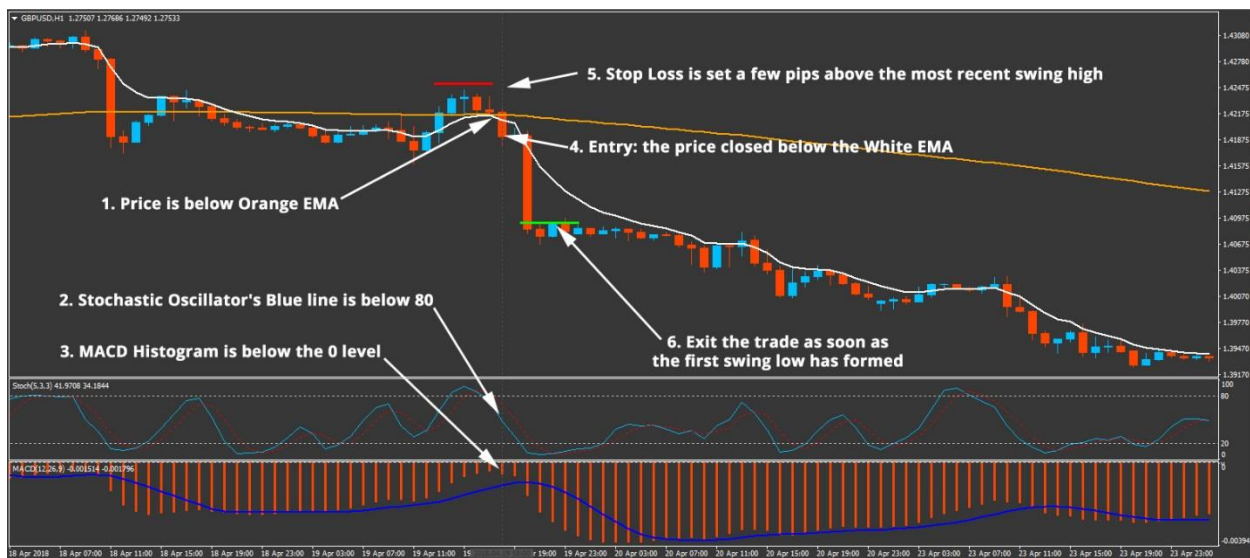 GBPUSD,H1 1.27507 1.27686 1.27492 1.27533
1.43080
1.42780
5. Stop Loss is set a few pips above the most recent swing high
1.42475
1.42175
4. Entry: the price closed below the White EMA
1.41875
1.41575
1. Price is below Orange EMA
1.41275
1.40975
1.40675
1.40375
2. Stochastic Oscillator's Blue line is below 80
1.40070
1.39770
3. MACD Histogram is below the 0 level
6. Exit the trade as soon as
the first swing low has formed
1.39470
1.39170
Stoch(5,3,3) 41.9708 34.1844
100
80
20
0
MACD(12,26,9) -0.001514 -0.001796
0
-0.00394
18 Apr 2018 18 Apr 07:00 18 Apr 11:00 18 Apr 15:00 18 Apr 19:00 18 Apr 23:00 19 Apr 03:00 19 Apr 07:00 19 Apr 11:00 19 19:00 19 Apr 23:00 20 Apr 03:00 20 Apr 07:00 20 Apr 11:00 20 Apr 15:00 20 Apr 19:00 20 Apr 23:00 23 Apr 03:00 23 Apr 07:00 23 Apr 11:00 23 Apr 15:00 23 Apr 19:00 23 Apr 23:00